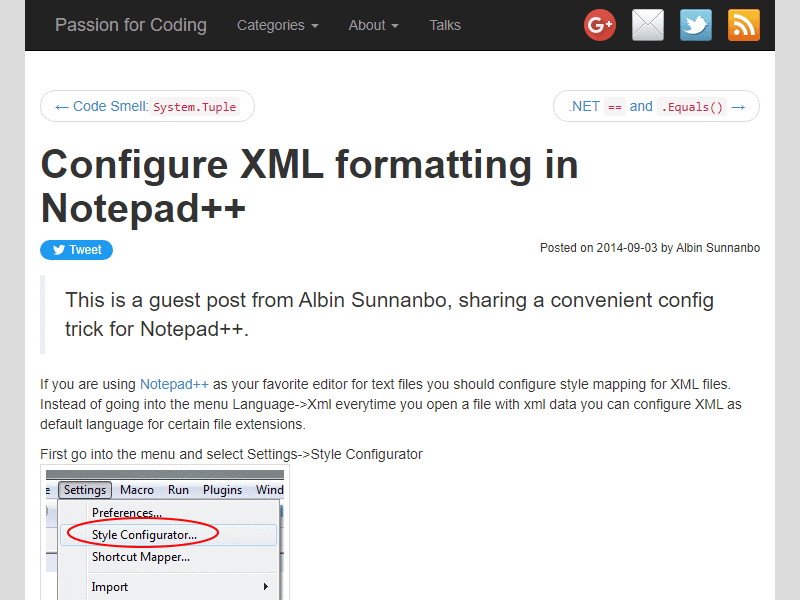 Passion for Coding Categories About Talks
G+
← Code Smell: System.Tuple
.NET == and .Equals() →
Configure XML formatting in
Notepad++
Tweet
Posted on 2014-09-03 by Albin Sunnanbo
This is a guest post from Albin Sunnanbo, sharing a convenient config
trick for Notepad++.
If you are using Notepad++ as your favorite editor for text files you should configure style mapping for XML files.
Instead of going into the menu Language->Xml everytime you open a file with xml data you can configure XML as
default language for certain file extensions.
First go into the menu and select Settings->Style Configurator
e Settings Macro Run Plugins Wind
Preferences...
Style Configurator...
Shortcut Mapper...
Import